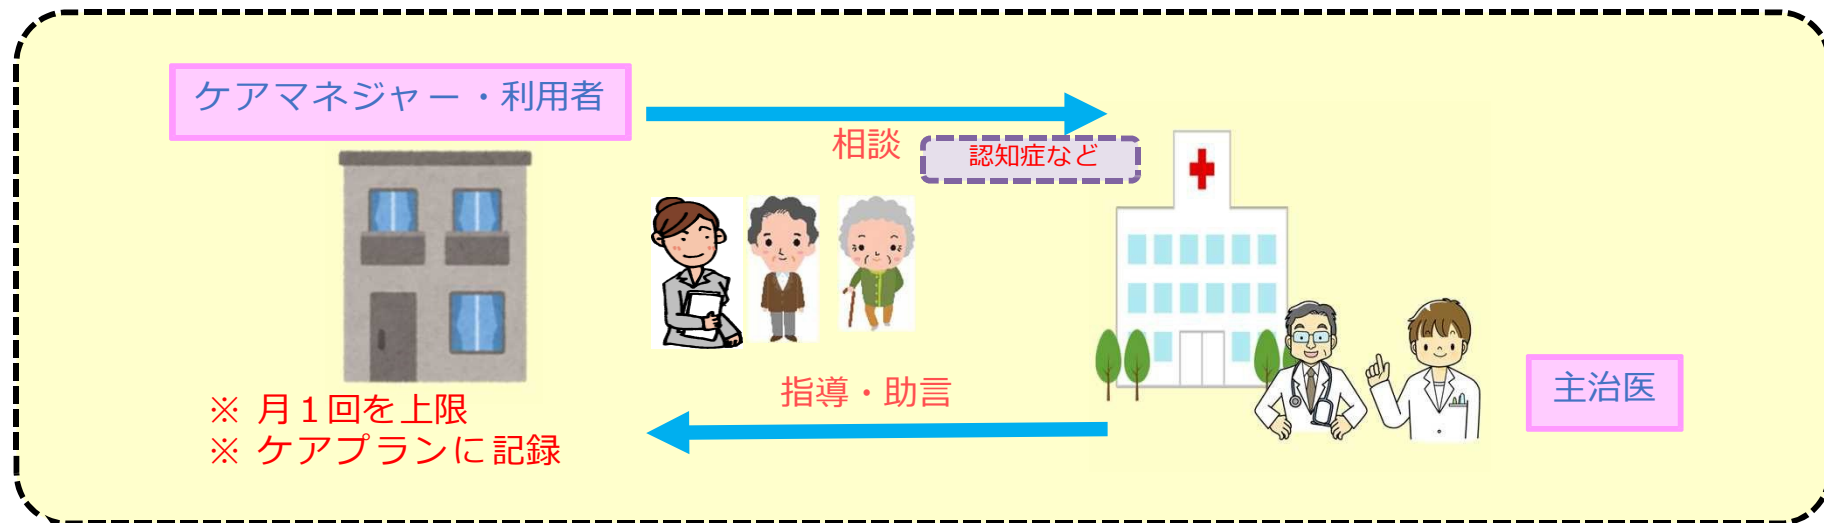 ケアマネジャー・利用者
相談
認知症など
指導・助言
主治医
※ 月１回を上限
※ ケアプランに記録